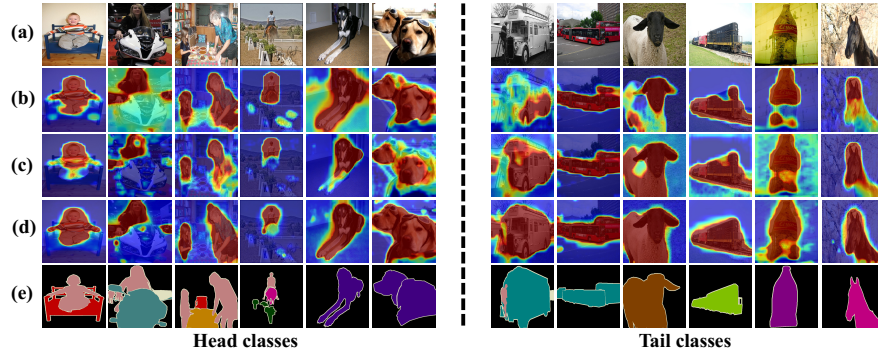 (a)
(b)
(c)
(d)
(e)
Head classes
Tail classes